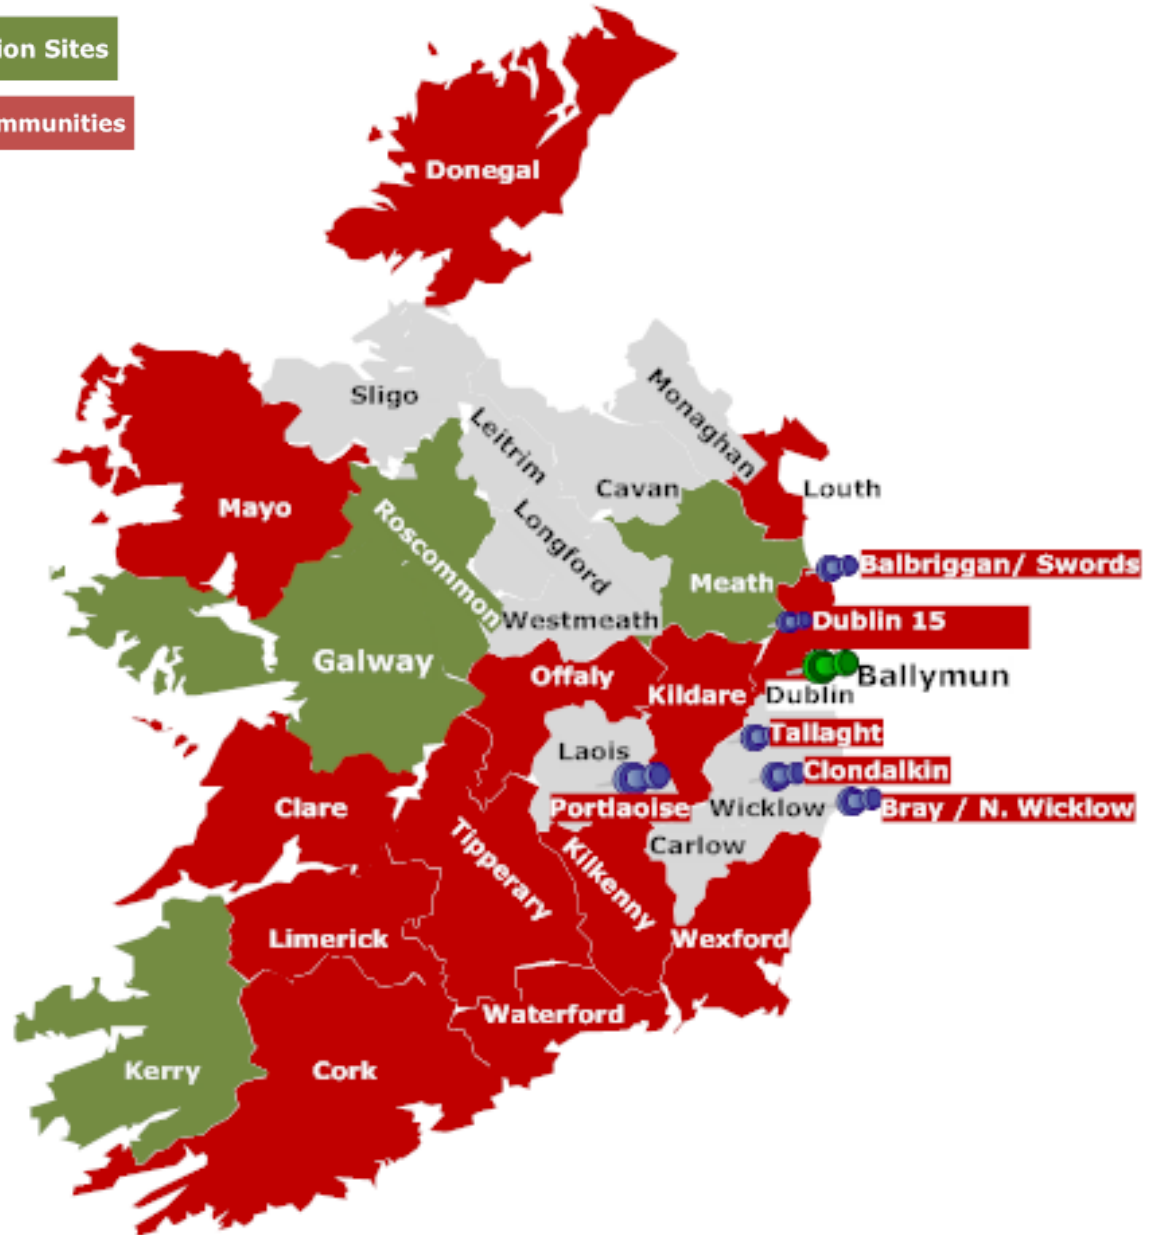 ion Sites
mmunities
Donegal
Sligo
Monaghan
Leitrim
Cavan
Louth
Mayo
Roscommon
Longford
Balbriggan/ Swords
Meath
Westmeath
Dublin 15
Galway
Offaly
Kildare
Dublin
Ballymun
Laois
Tallaght
Clondalkin
Clare
Portlaoise
Wicklow
Bray / N. Wicklow
Tipperary
Kilkenny
Carlow
Limerick
Wexford
Waterford
Kerry
Cork